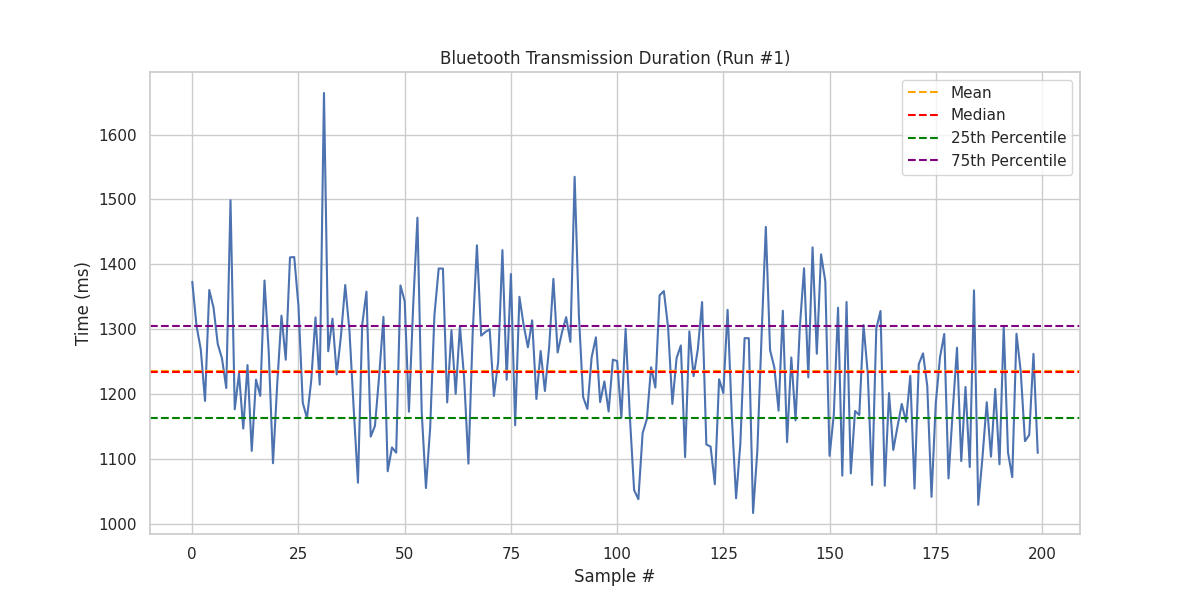 Bluetooth Transmission Duration (Run #1)
Mean
Median
25th Percentile
75th Percentile
Time (ms)
1600
1500
1400
1300
1200
1100
1000
0 25 50 75 100 125 150 175 200
Sample #